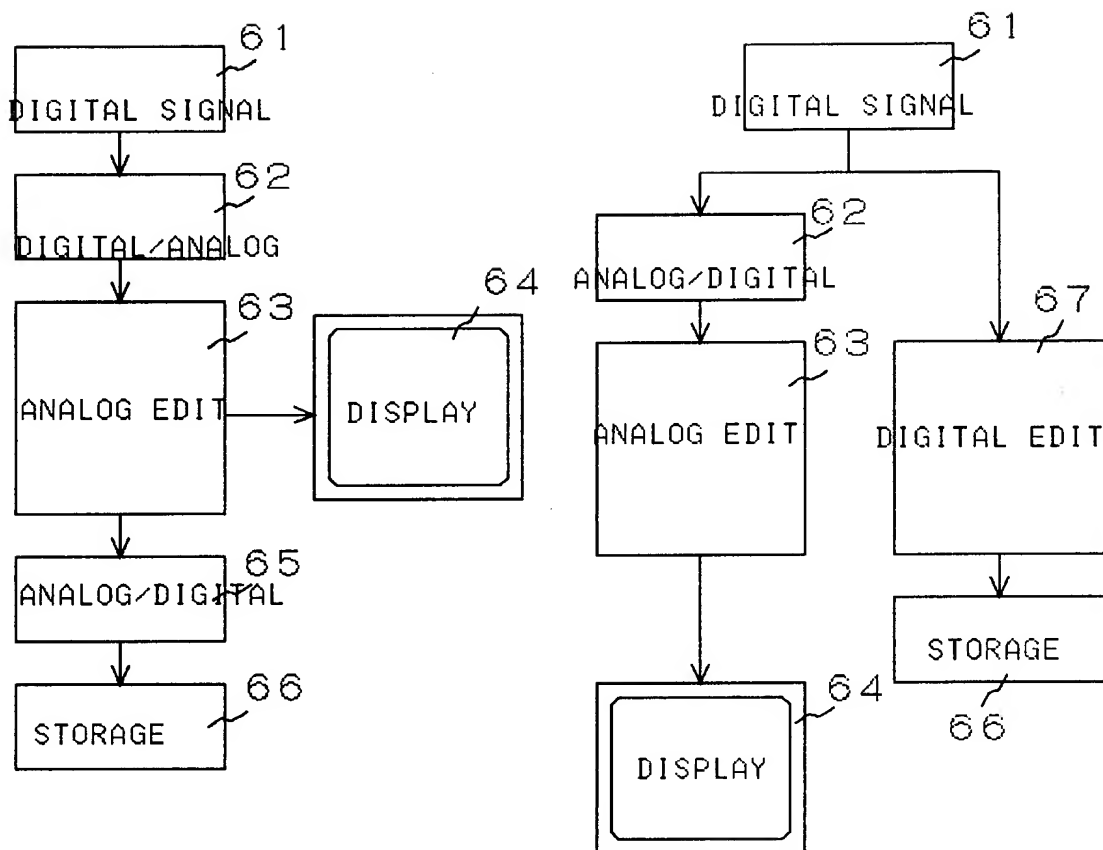 61
DIGITAL SIGNAL
62
DIGITAL/ANALOG
63
ANALOG EDIT
64
DISPLAY
65
ANALOG/DIGITAL
66
STORAGE
61
DIGITAL SIGNAL
62
ANALOG/DIGITAL
63
ANALOG EDIT
67
DIGITAL EDIT
STORAGE
66
64
DISPLAY